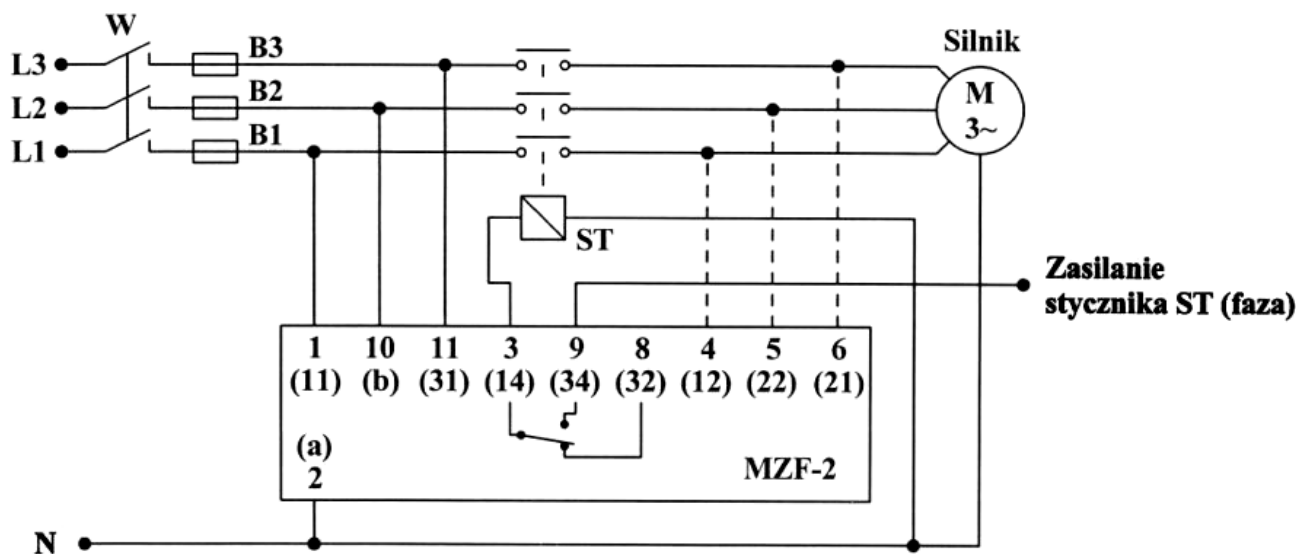 W
L3
B3
Silnik
L2
B2
M
3~
L1
B1
ST
Zasilanie
stycznika ST (faza)
1 10 11 3 9 8 4 5 6
(11) (b) (31) (14) (34) (32) (12) (22) (21)
(a)
2
MZF-2
N